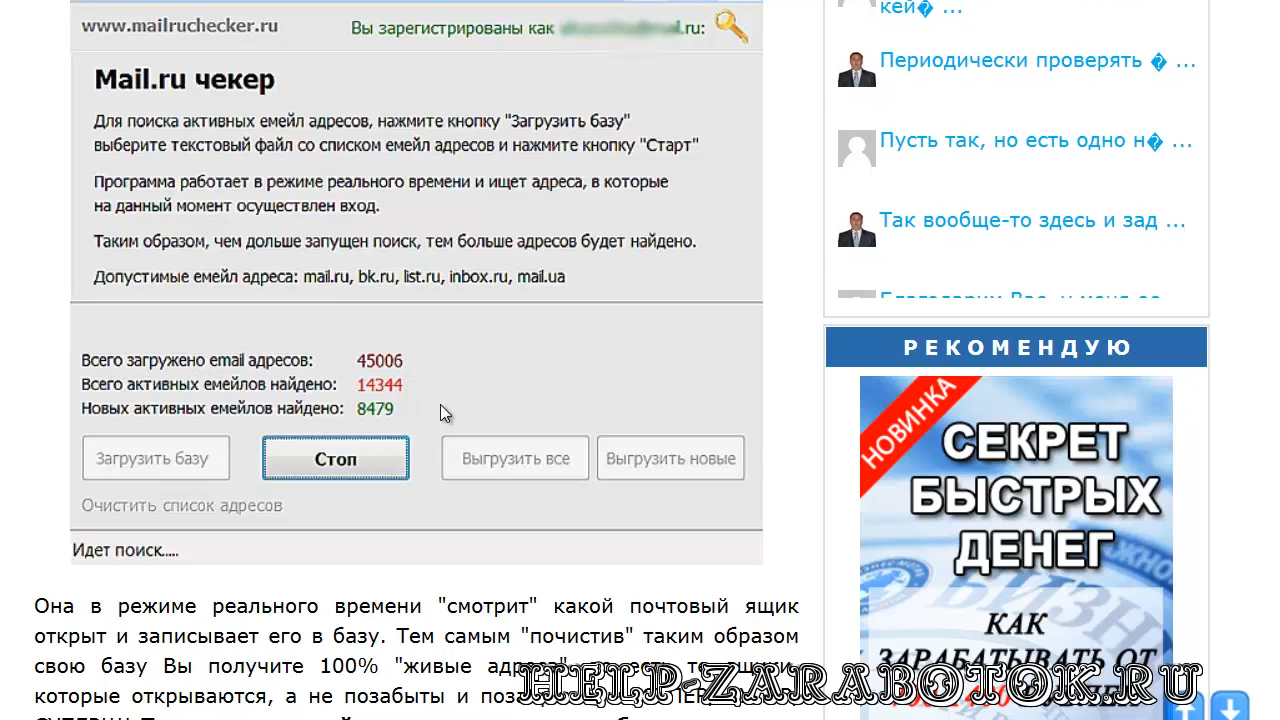 www.mailruchecker.ru
Вы зарегистрированы как .ru:
Mail.ru чекер
Для поиска активных емейл адресов, нажмите кнопку "Загрузить базу"
выберите текстовый файл со списком емейл адресов и нажмите кнопку "Старт"
Программа работает в режиме реального времени и ищет адреса, в которые
на данный момент осуществлен вход.
Таким образом, чем дольше запущен поиск, тем больше адресов будет найдено.
Допустимые емейл адреса: mail.ru, bk.ru, list.ru, inbox.ru, mail.ua
Всего загружено email адресов: 45006
Всего активных емейлов найдено: 14344
Новых активных емейлов найдено: 8479
Загрузить базу
Стоп
Выгрузить все
Выгрузить новые
Очистить список адресов
Идет поиск.....
Она в режиме реального времени "смотрит" какой почтовый ящик
открыт и записывает его в базу. Тем самым "почистив" таким образом
свою базу Вы получите 100% "живые
которые открываются, а не позабыты и
кей� ...
Периодически проверять � ...
Пусть так, но есть одно н� ...
Так вообще-то здесь и зад ...
РЕКОМЕНДУЮ
НОВИНКА
СЕКРЕТ
БЫСТРЫХ
ДЕНЕГ
БИЗНЕС
КАК
ЗАРАБАТЫВАТЬ ОТ
HELP-ZARABOTOK.RU